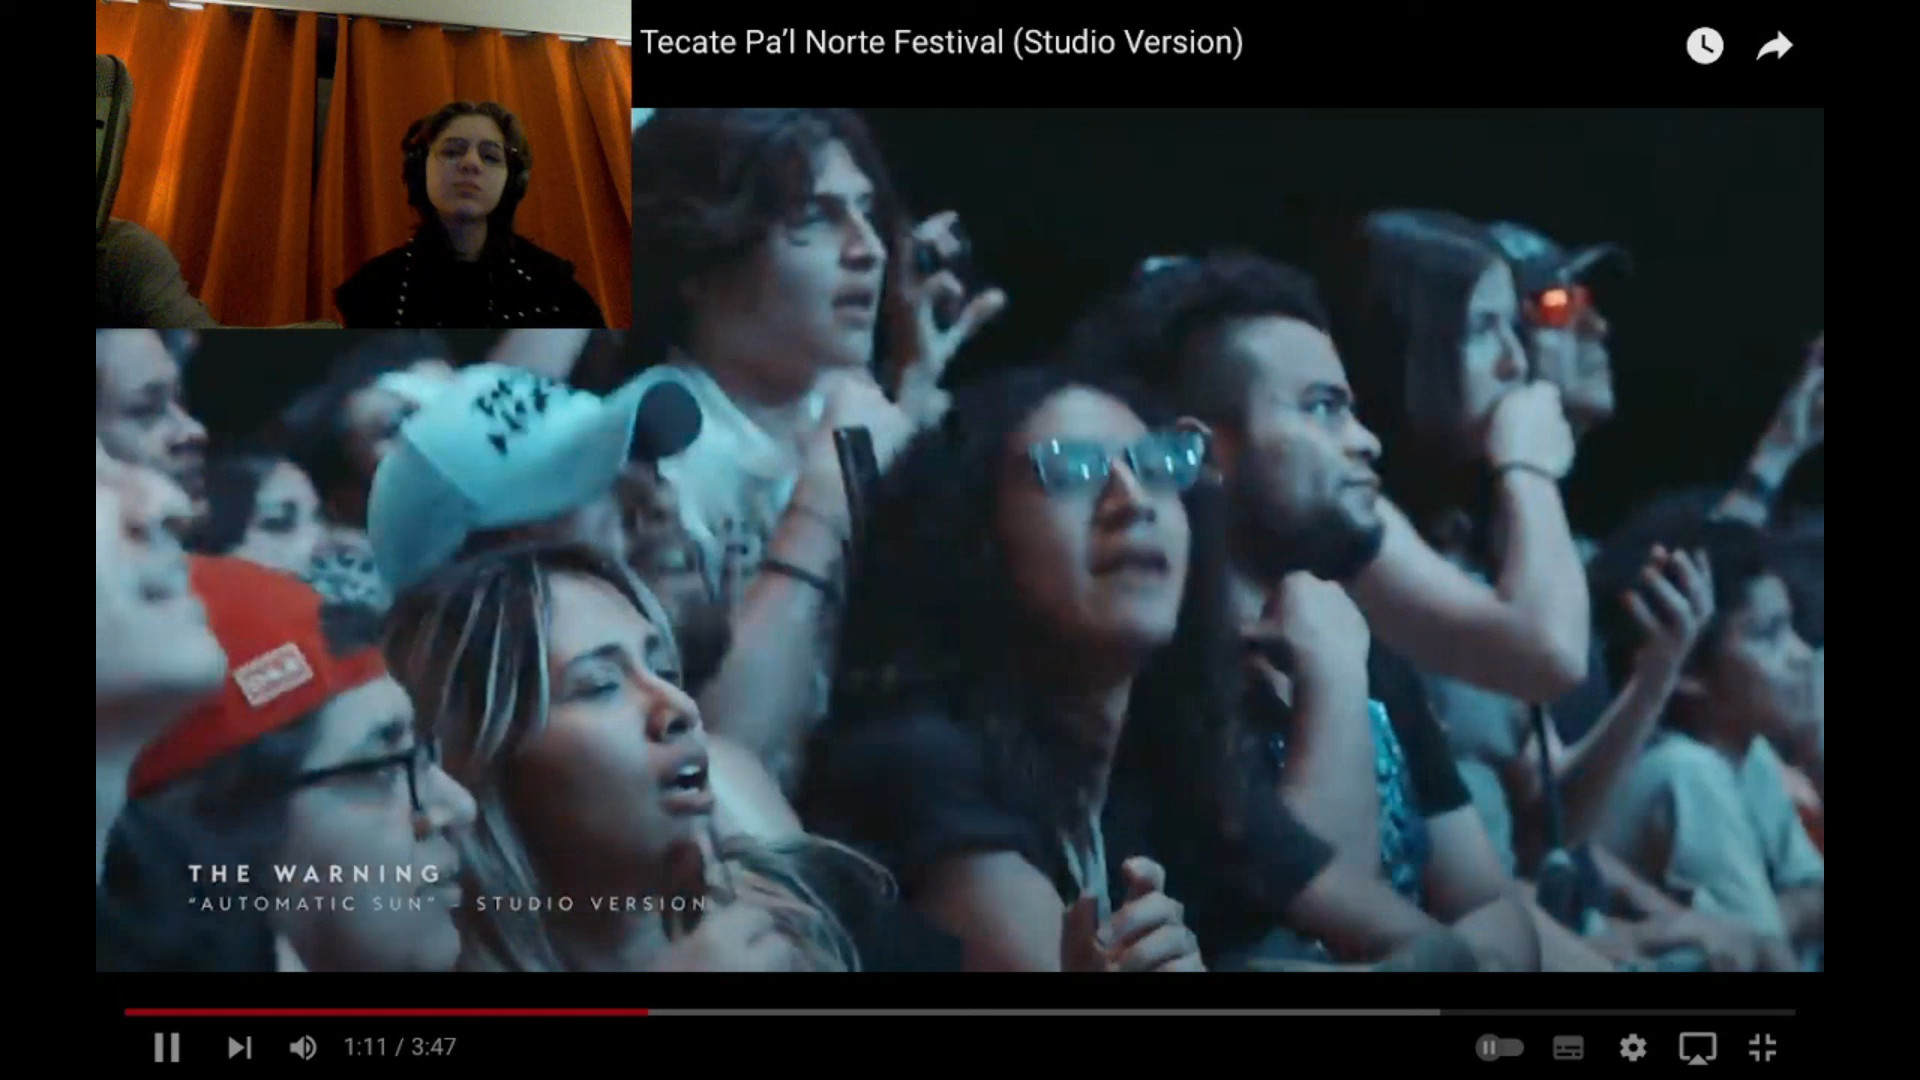 Tecate Pa'l Norte Festival (Studio Version)
THE WARNING
"AUTOMATIC SUN" - STUDIO VERSION
1:11 / 3:47